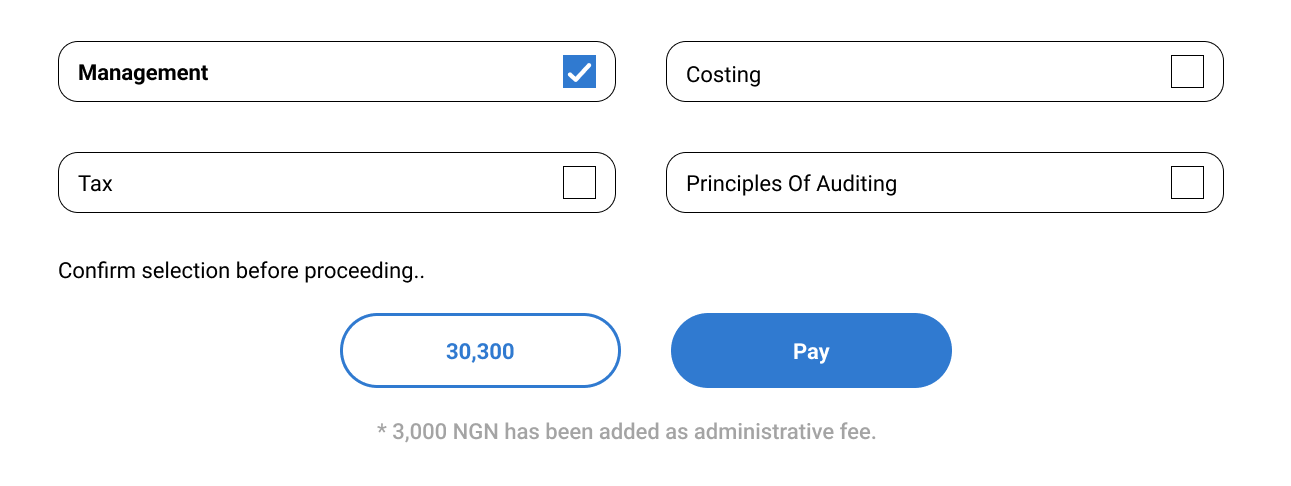 Management
Costing
Tax
Principles Of Auditing
Confirm selection before proceeding..
30,300
Pay
* 3,000 NGN has been added as administrative fee.